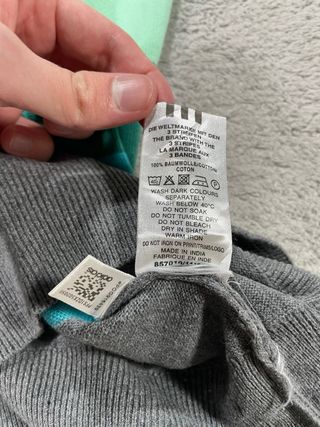 DIE WELTMARKE MIT DEN
3 STREIFEN
THE BRAND WITH THE
3 STRIPES
LA MARQUE AUX
3 BANDES
100% BAUMWOLLE/COTTON
COTON
WASH DARK COLOURS
SEPARATELY
WASH BELOW 40°C
DO NOT SOAK
DO NOT TUMBLE DRY
DO NOT BLEACH
DRY IN SHADE
WARM IRON
DO NOT IRON ON PRINT/TRIMS/LOGO
MADE IN INDIA
FABRIQUE EN INDE
adidas